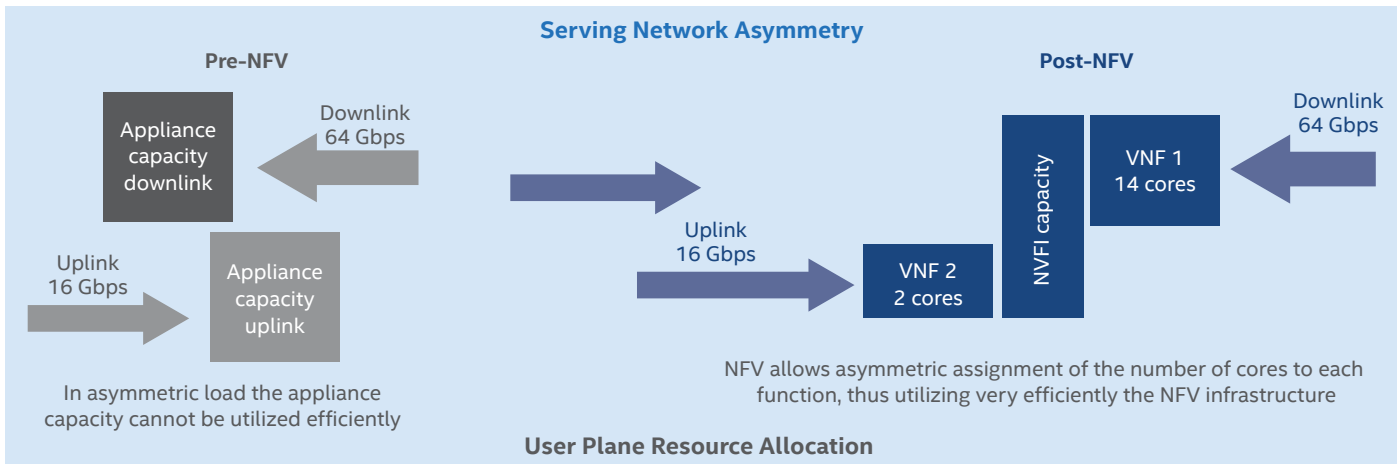 Serving Network Asymmetry
Pre-NFV
Appliance
capacity
downlink
Downlink
64 Gbps
Uplink
16 Gbps
Appliance
capacity
uplink
In asymmetric load the appliance
capacity cannot be utilized efficiently
Post-NFV
Uplink
16 Gbps
VNF 2
2 cores
NVFI capacity
VNF 1
14 cores
Downlink
64 Gbps
NFV allows asymmetric assignment of the number of cores to each
function, thus utilizing very efficiently the NFV infrastructure
User Plane Resource Allocation